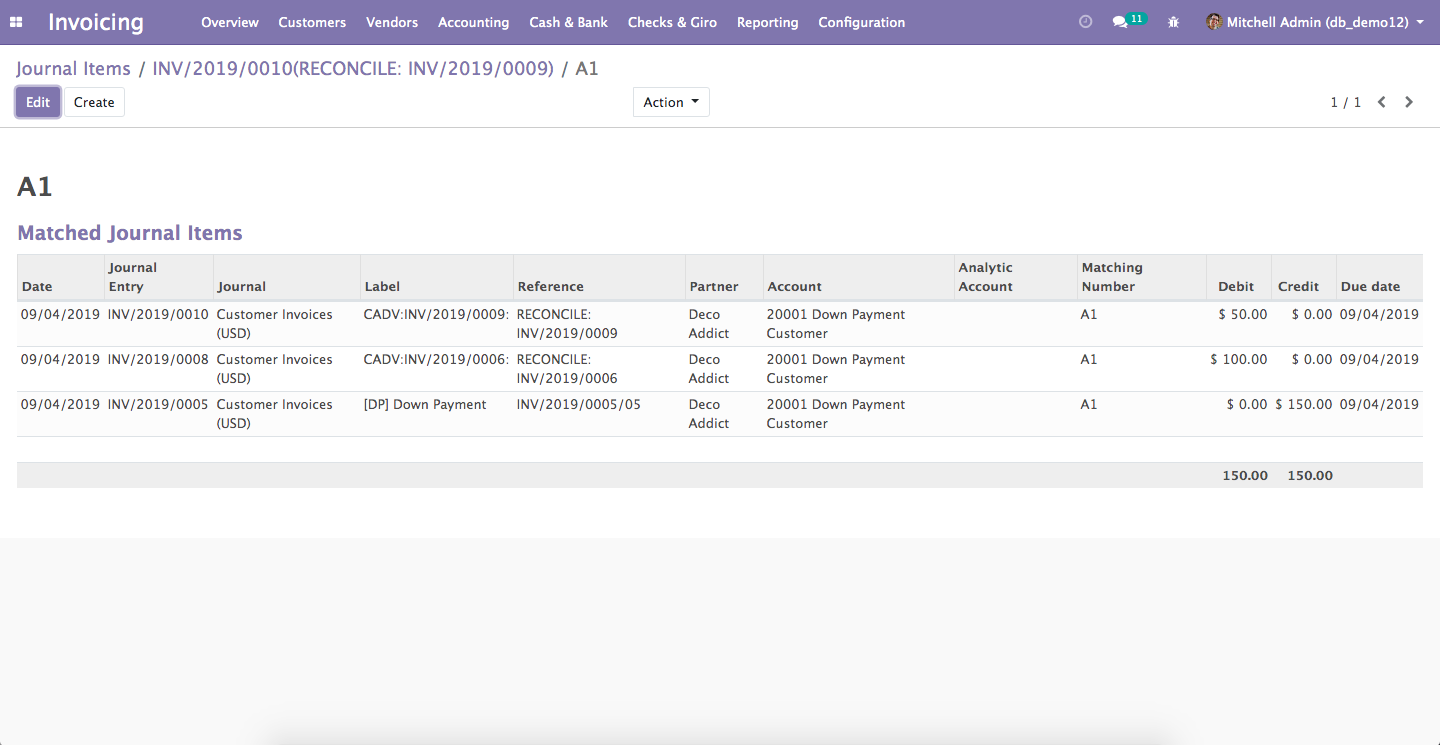 Invoicing Overview Customers Vendors Accounting Cash & Bank Checks & Giro Reporting Configuration 11 Mitchell Admin (db_demo12)
Journal Items / INV/2019/0010(RECONCILE: INV/2019/0009) / A1
Edit Create Action 1 / 1
A1
Matched Journal Items
Journal Analytic Matching
Date Entry Journal Label Reference Partner Account Account Number Debit Credit Due date
09/04/2019 INV/2019/0010 Customer Invoices CADV:INV/2019/0009: RECONCILE: Deco 20001 Down Payment A1 $ 50.00 $ 0.00 09/04/2019
(USD) INV/2019/0009 Addict Customer
09/04/2019 INV/2019/0008 Customer Invoices CADV:INV/2019/0006: RECONCILE: Deco 20001 Down Payment A1 $ 100.00 $ 0.00 09/04/2019
(USD) INV/2019/0006 Addict Customer
09/04/2019 INV/2019/0005 Customer Invoices [DP] Down Payment INV/2019/0005/05 Deco 20001 Down Payment A1 $ 0.00 $ 150.00 09/04/2019
(USD) Addict Customer
150.00 150.00